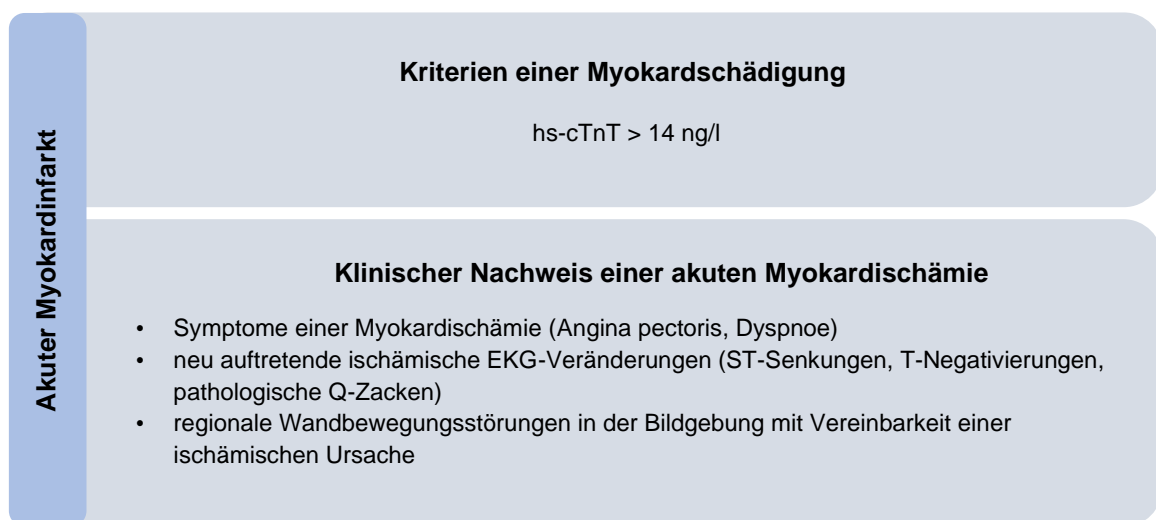 Akuter Myokardinfarkt
Kriterien einer Myokardschädigung
hs-cTnT > 14 ng/l
Klinischer Nachweis einer akuten Myokardischämie
• Symptome einer Myokardischämie (Angina pectoris, Dyspnoe)
• neu auftretende ischämische EKG-Veränderungen (ST-Senkungen, T-Negativierungen,
pathologische Q-Zacken)
• regionale Wandbewegungsstörungen in der Bildgebung mit Vereinbarkeit einer
ischämischen Ursache